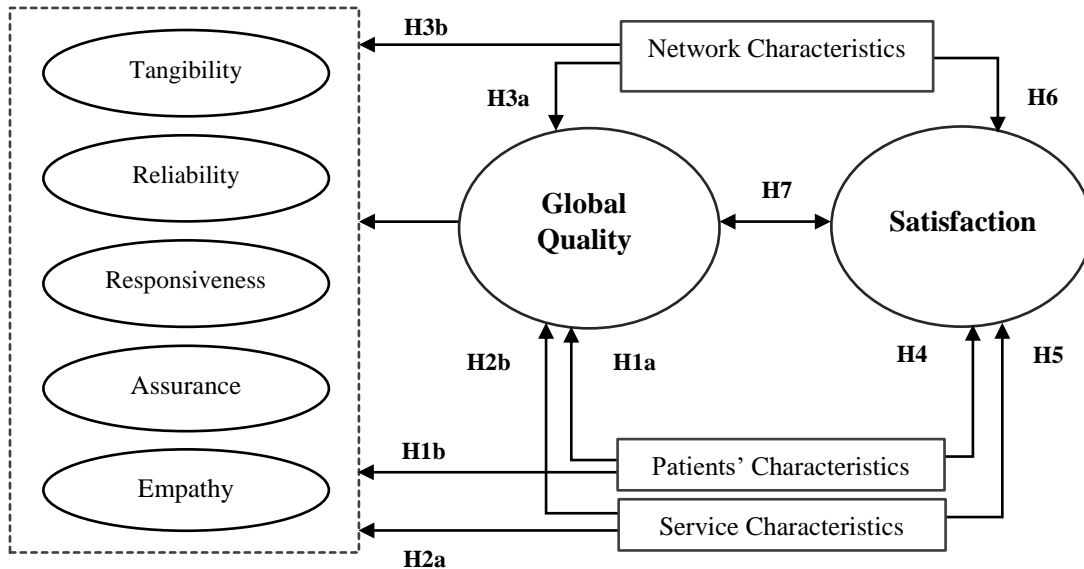 H3b
Network Characteristics
Tangibility
H3a
H6
Reliability
Global
Quality
H7
Satisfaction
Responsiveness
H2b
H1a
H4
H5
Assurance
H1b
Patients’ Characteristics
Empathy
Service Characteristics
H2a